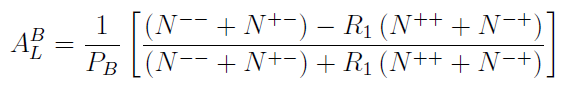 A_L^B = \frac{1}{P_B} \left[ \frac{(N^{--} + N^{+-}) - R_1 (N^{++} + N^{-+})}{(N^{--} + N^{+-}) + R_1 (N^{++} + N^{-+})} \right]